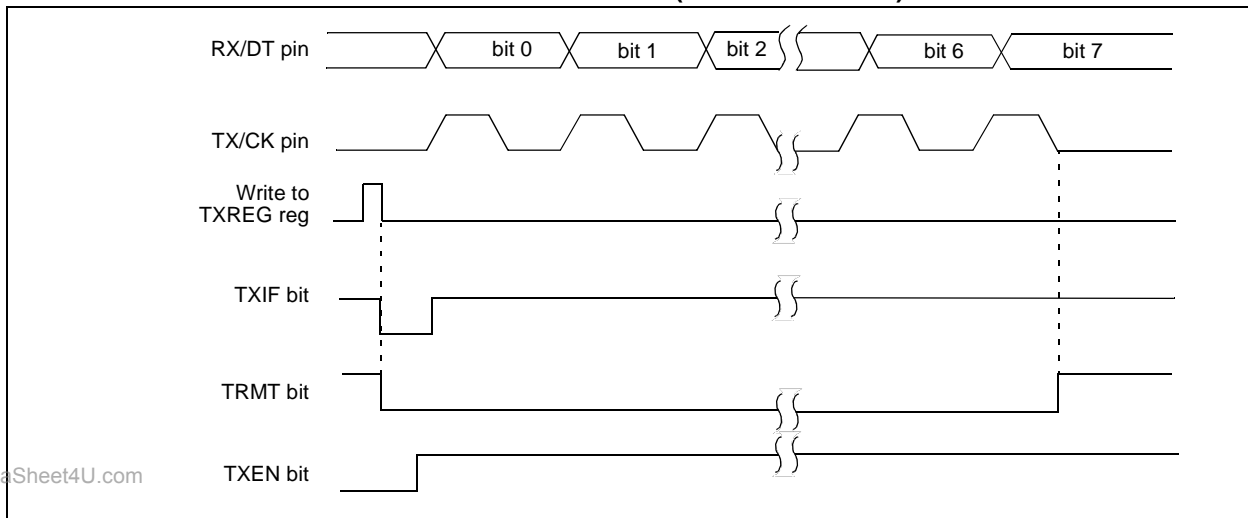 RX/DT pin
bit 0
bit 1
bit 2
bit 6
bit 7
TX/CK pin
Write to
TXREG reg
TXIF bit
TRMT bit
TXEN bit
aSheet4U.com